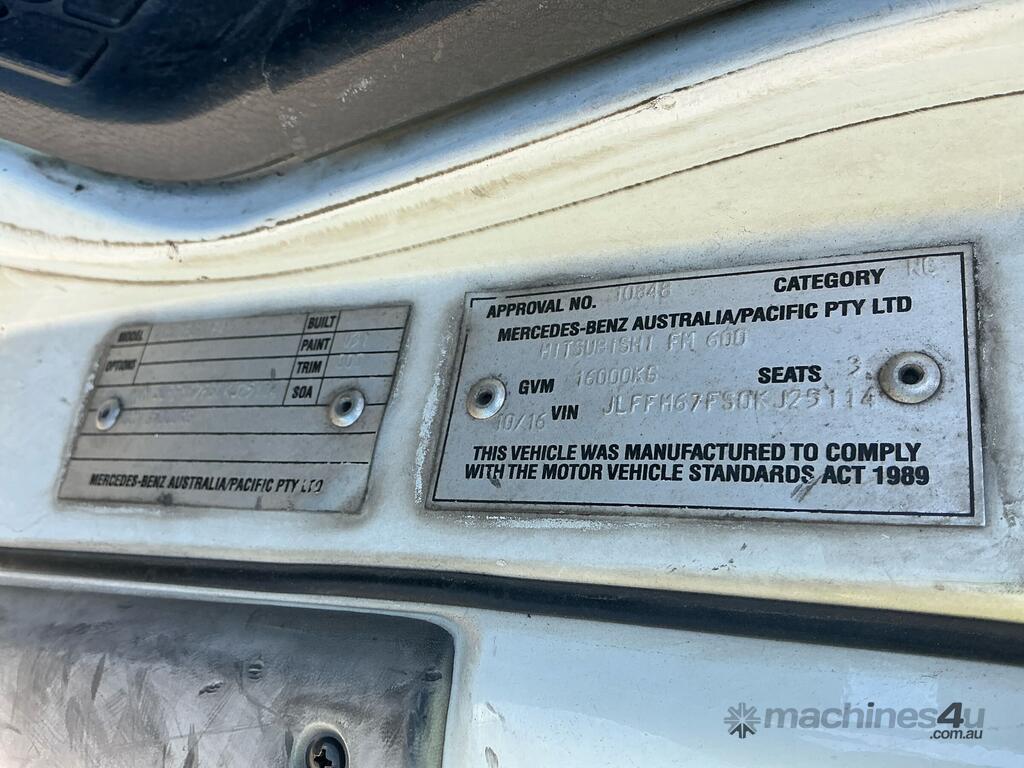 MODEL
BUILT
OPTIONS
PAINT
TRIM
SOA
MERCEDES-BENZ AUSTRALIA/PACIFIC PTY LTD
APPROVAL NO. 10848 CATEGORY NC
MERCEDES-BENZ AUSTRALIA/PACIFIC PTY LTD
MITSUBISHI FM 600
GVM 16000KG SEATS 3
10/16 VIN JLFFM67FS0KJ25114
THIS VEHICLE WAS MANUFACTURED TO COMPLY
WITH THE MOTOR VEHICLE STANDARDS ACT 1989
machines4u
.com.au